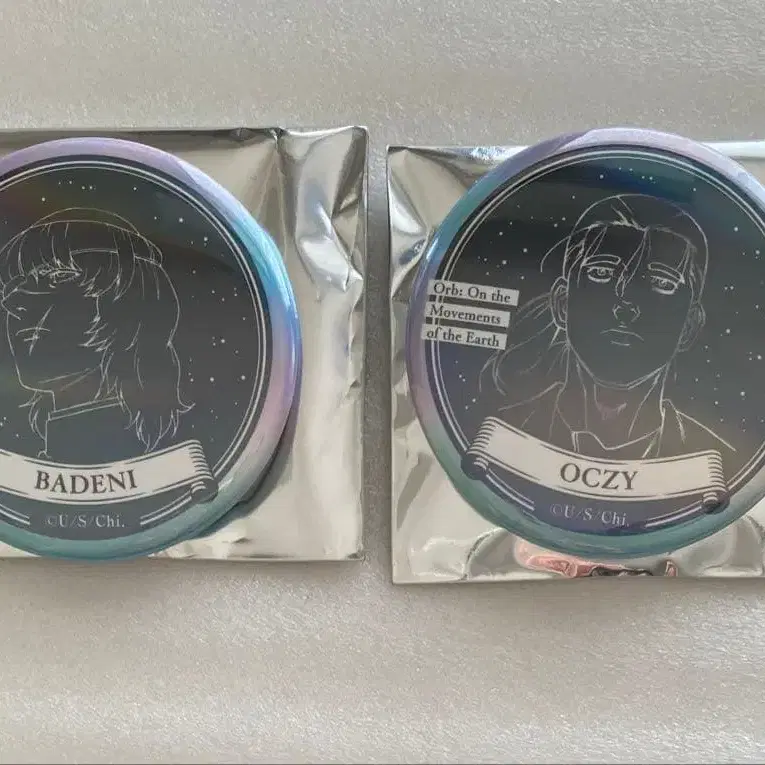 BADENI
©U/S/Chi.
Orb: On the
Movements
of the Earth
OCZY
©U/S/Chi.